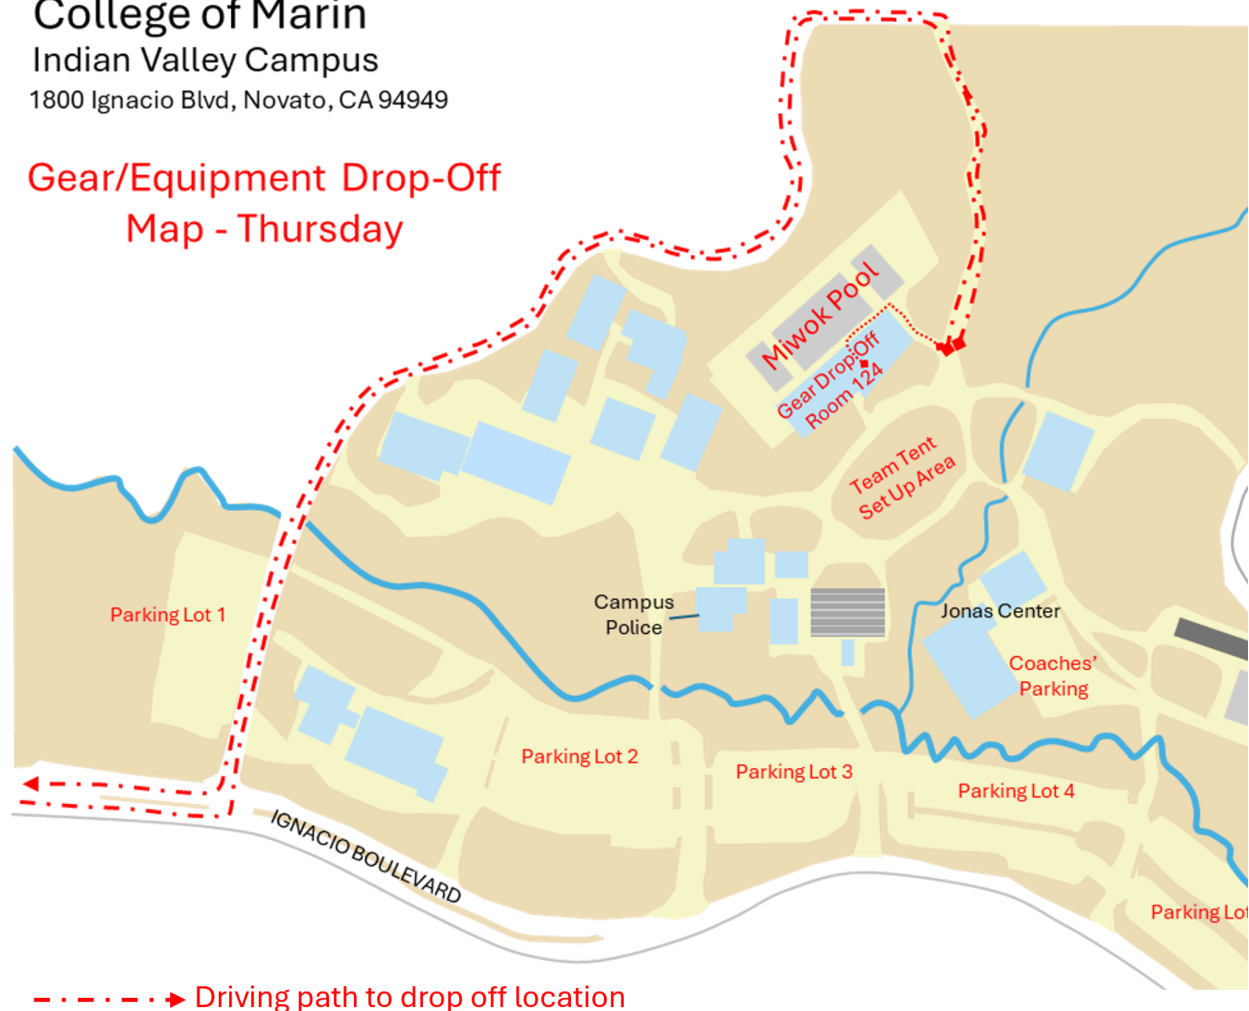 College of Marin
Indian Valley Campus
1800 Ignacio Blvd, Novato, CA 94949
Gear/Equipment Drop-Off
Map - Thursday
Miwok Pool
Gear Drop-Off
Room 124
Team Tent
Set Up Area
Campus
Police
Parking Lot 1
Jonas Center
Coaches'
Parking
Parking Lot 2
Parking Lot 3
Parking Lot 4
IGNACIO BOULEVARD
Parking Lot
Driving path to drop off location